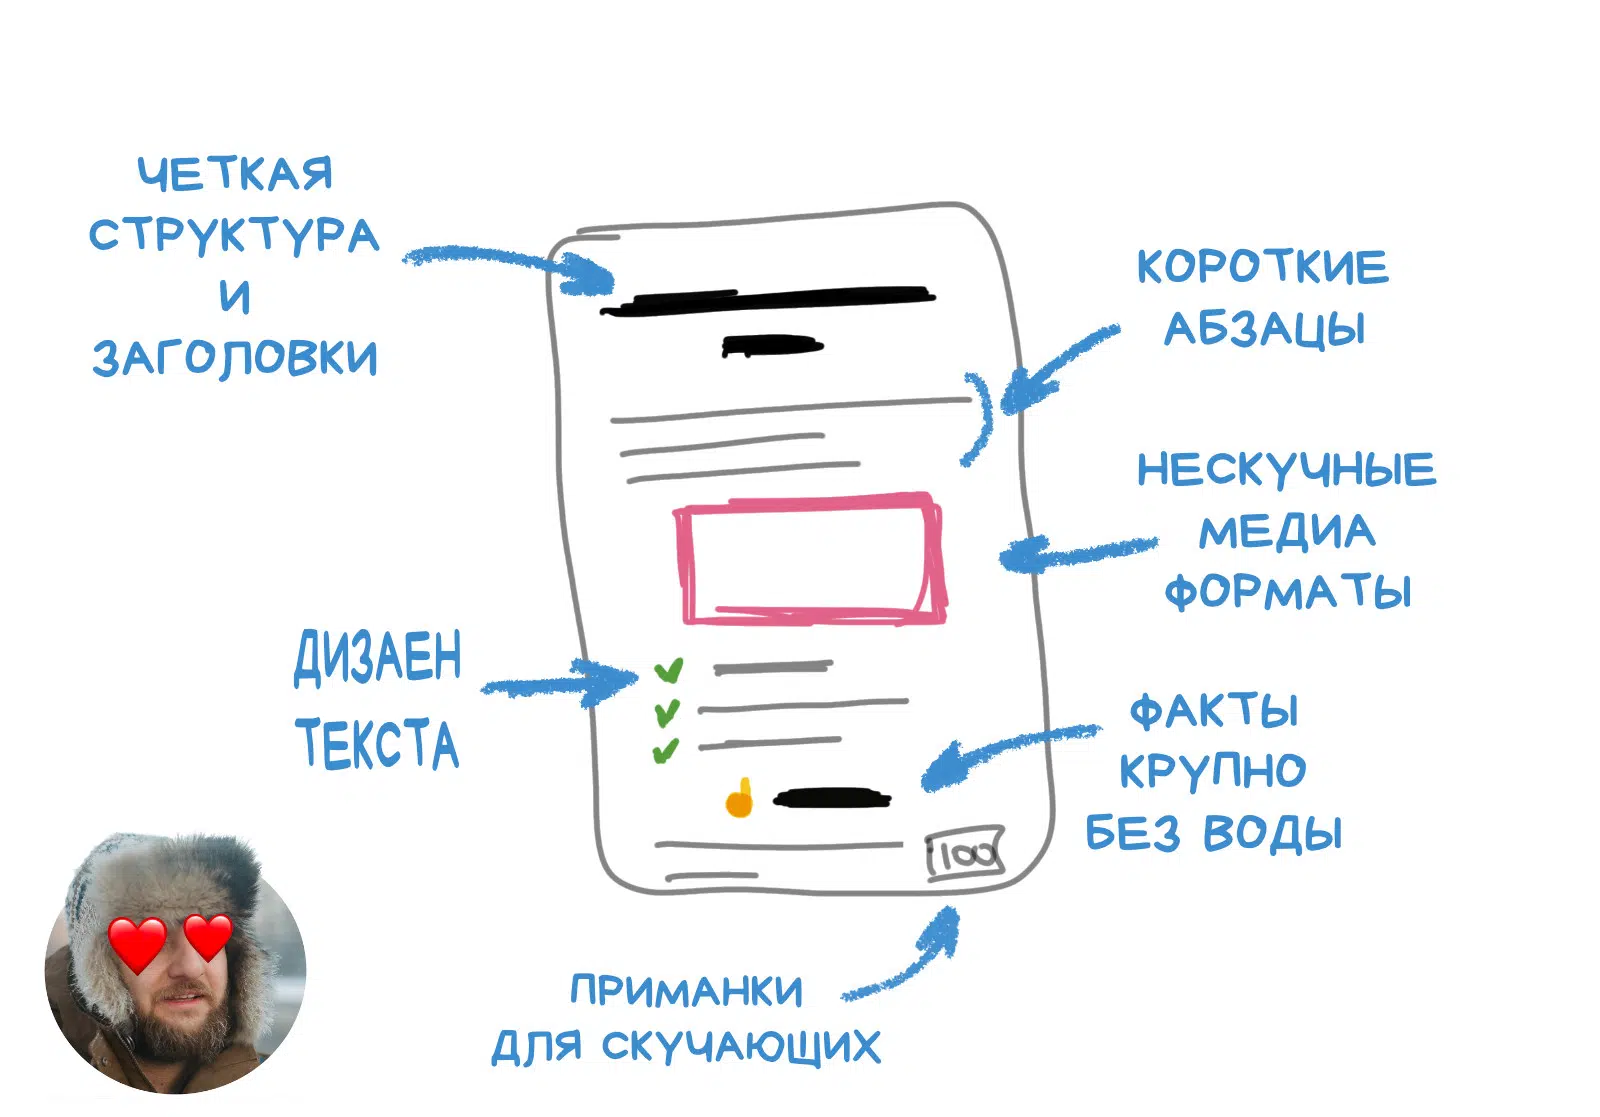 ЧЕТКАЯ
СТРУКТУРА
И
ЗАГОЛОВКИ
КОРОТКИЕ
АБЗАЦЫ
НЕСКУЧНЫЕ
МЕДИА
ФОРМАТЫ
ДИЗАЕН
ТЕКСТА
ФАКТЫ
КРУПНО
БЕЗ ВОДЫ
100
ПРИМАНКИ
ДЛЯ СКУЧАЮЩИХ